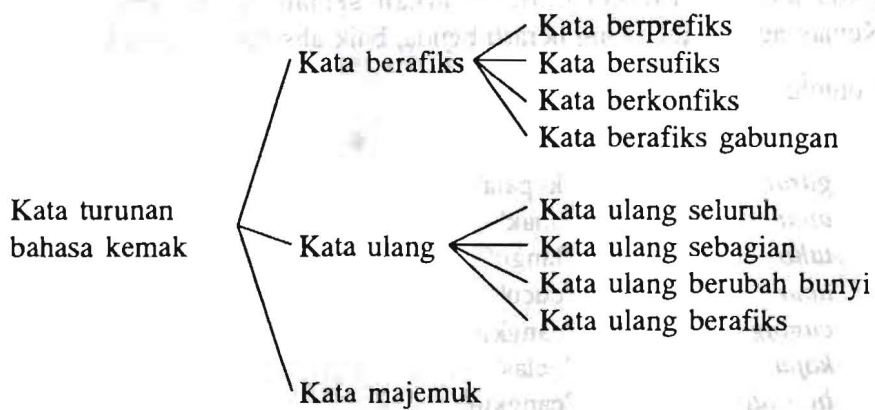 Kata berprefiks
Kata berafiks
Kata bersufiks
Kata berkonfiks
Kata berafiks gabungan
Kata turunan
bahasa kemak
Kata ulang seluruh
Kata ulang
Kata ulang sebagian
Kata ulang berubah bunyi
Kata ulang berafiks
Kata majemuk